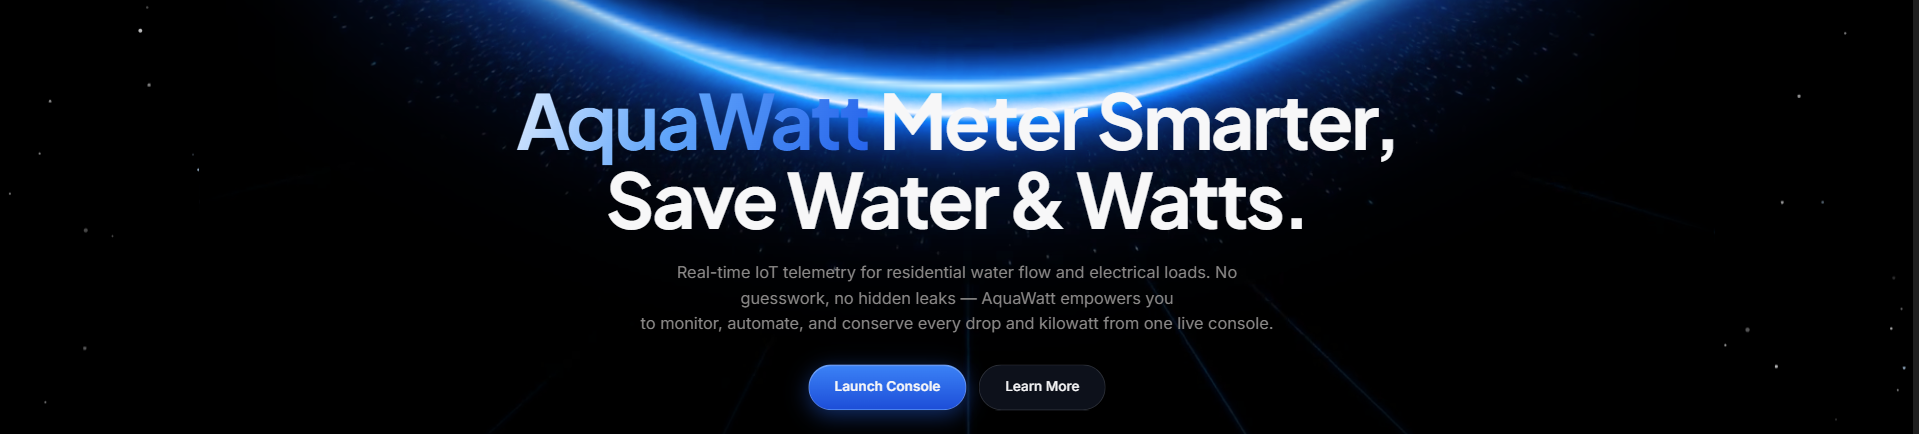 AquaWatt Meter Smarter,
Save Water & Watts.
Real-time IoT telemetry for residential water flow and electrical loads. No
guesswork, no hidden leaks — AquaWatt empowers you
to monitor, automate, and conserve every drop and kilowatt from one live console.
Launch Console
Learn More